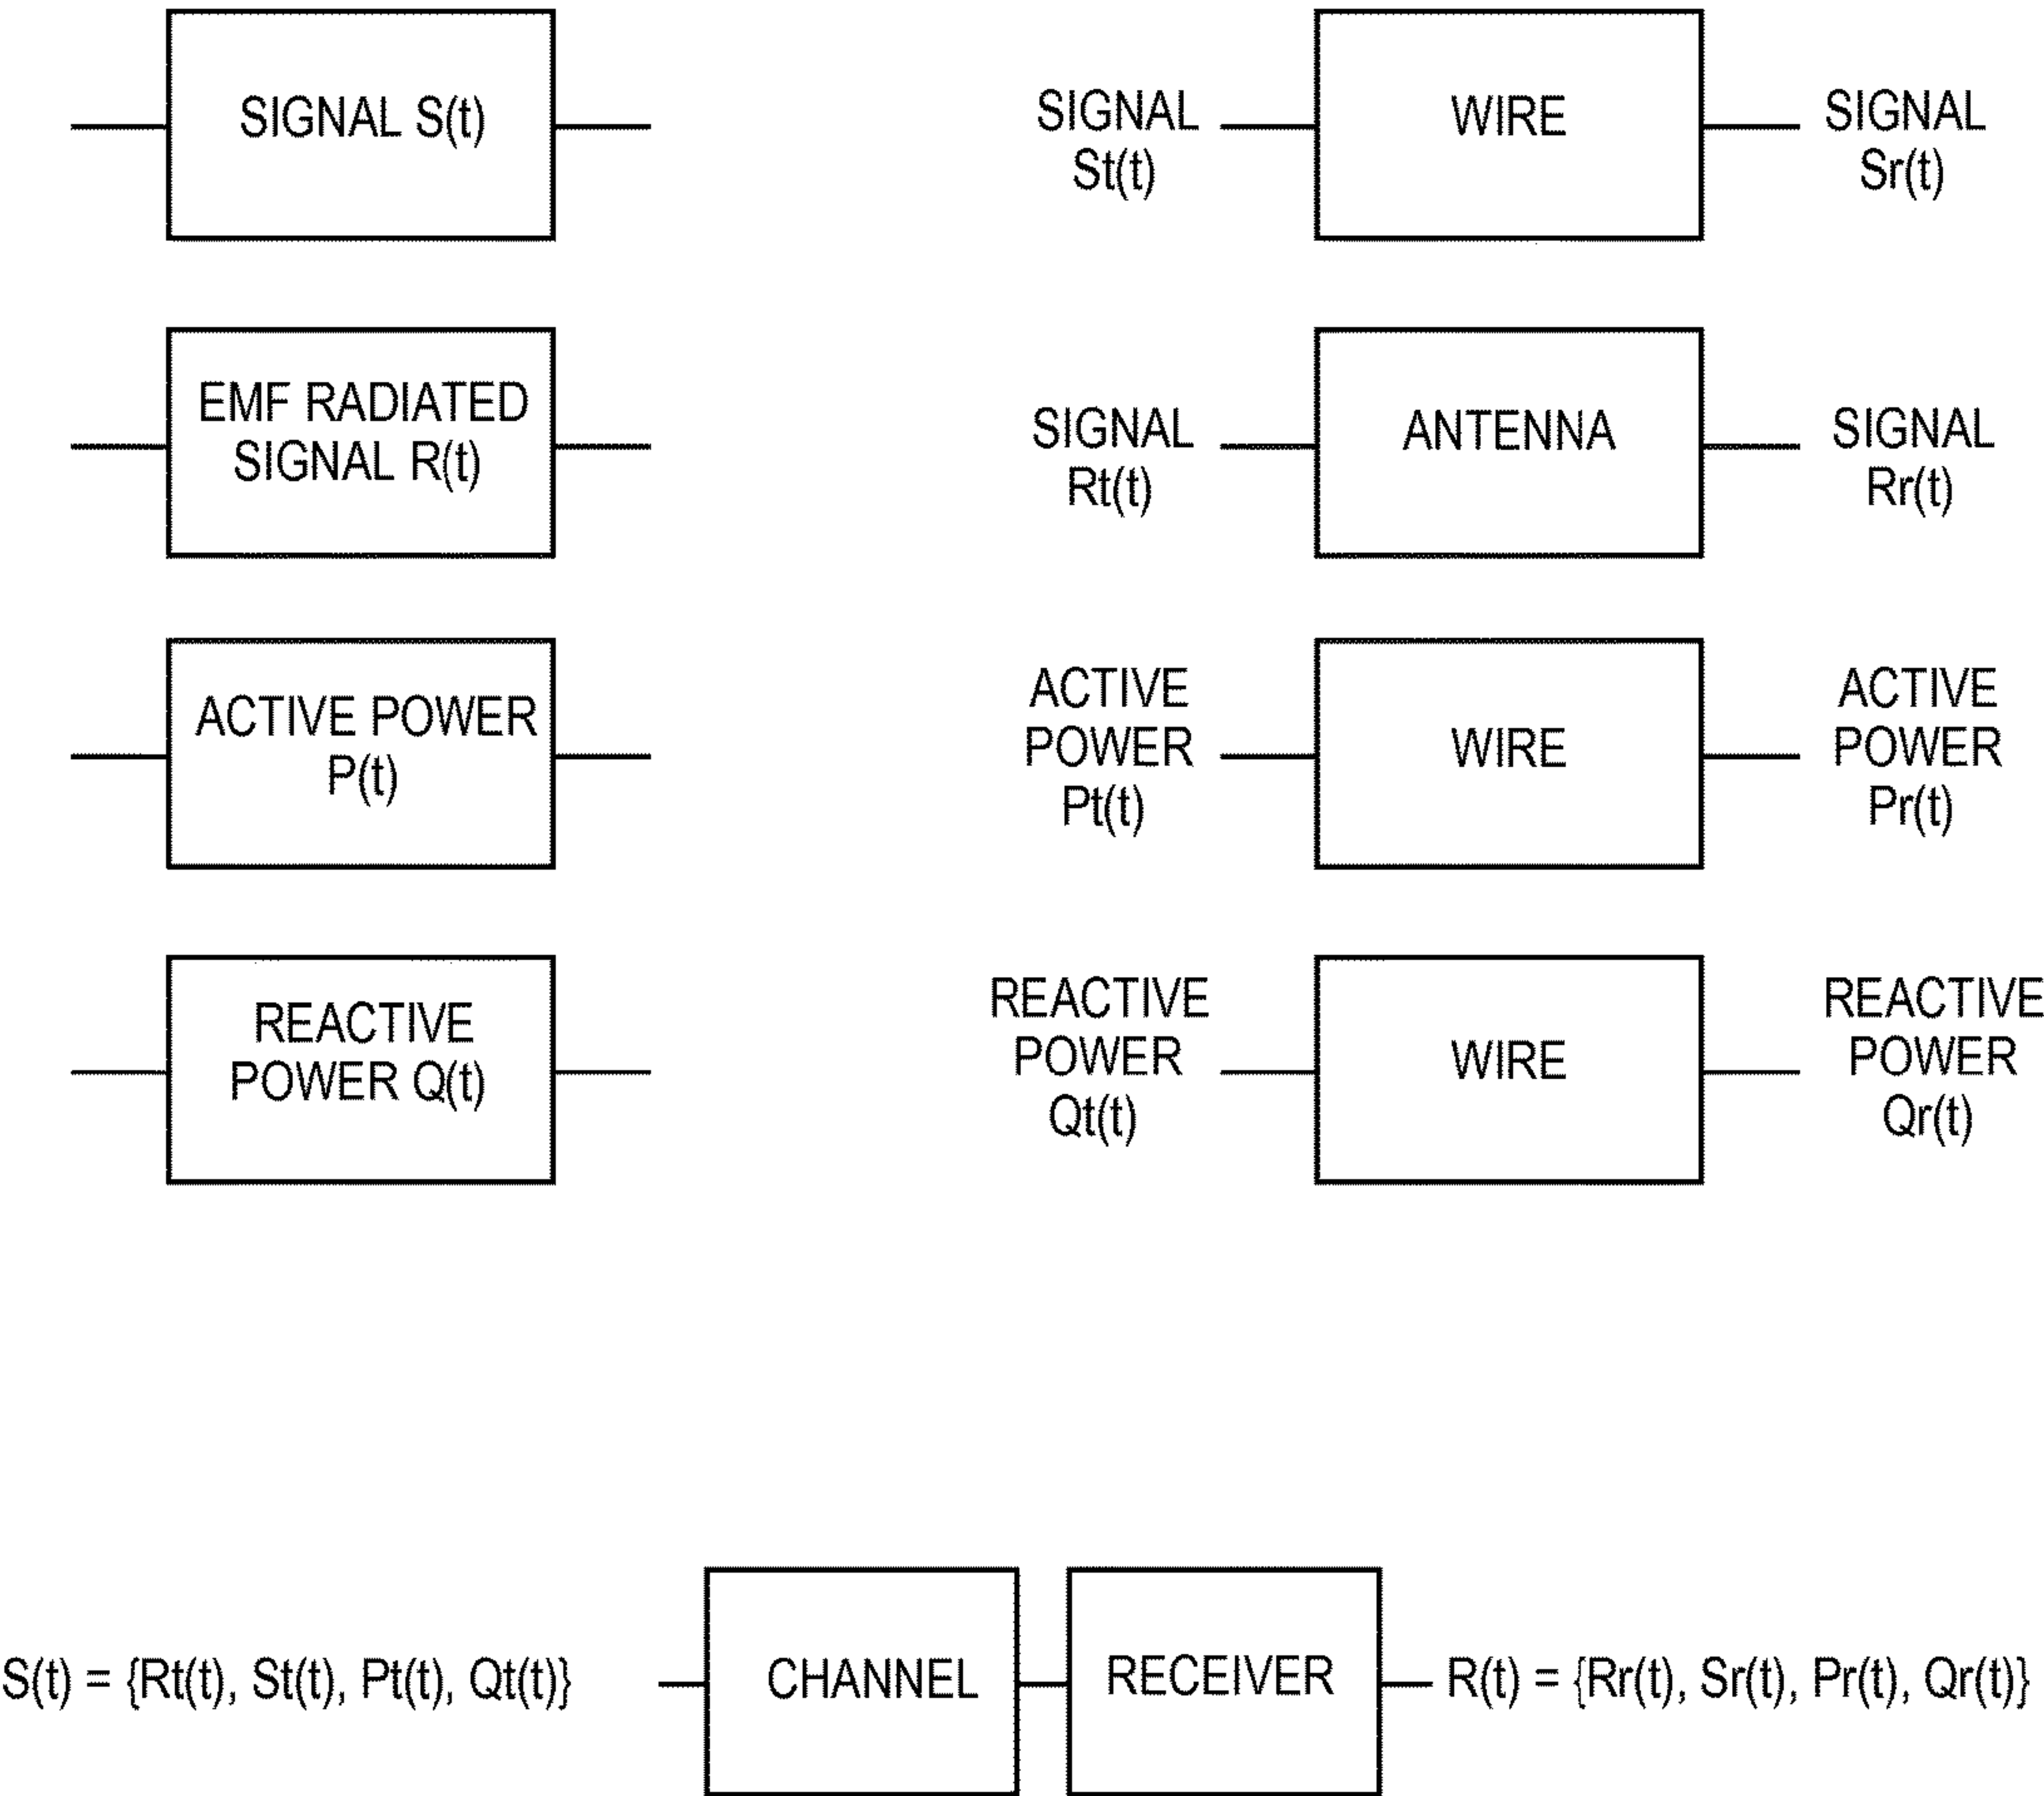 SIGNAL S(t)
SIGNAL
St(t)
WIRE
SIGNAL
Sr(t)
EMF RADIATED
SIGNAL R(t)
SIGNAL
Rt(t)
ANTENNA
SIGNAL
Rr(t)
ACTIVE POWER
P(t)
ACTIVE
POWER
Pt(t)
WIRE
ACTIVE
POWER
Pr(t)
REACTIVE
POWER Q(t)
REACTIVE
POWER
Qt(t)
WIRE
REACTIVE
POWER
Qr(t)
S(t) = {Rt(t), St(t), Pt(t), Qt(t)}
CHANNEL
RECEIVER
R(t) = {Rr(t), Sr(t), Pr(t), Qr(t)}